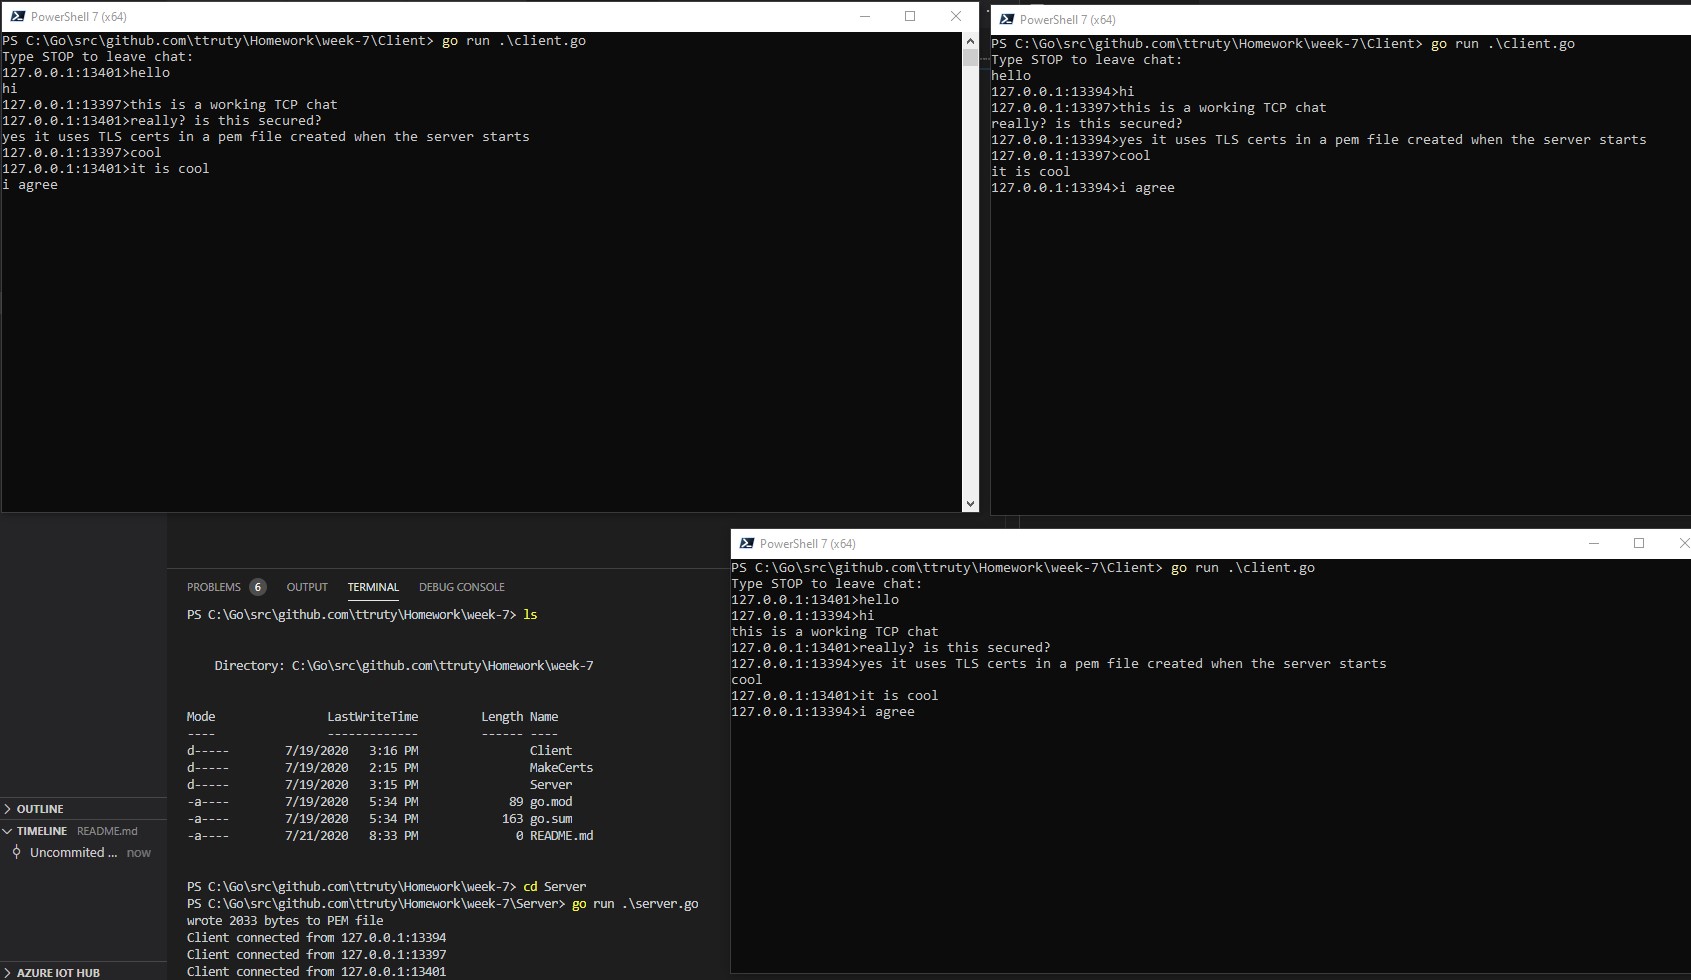 PowerShell 7 (x64)
PS C:\Go\src\github.com\ttruty\Homework\week-7\Client> go run .\client.go
Type STOP to leave chat:
127.0.0.1:13401>hello
hi
127.0.0.1:13397>this is a working TCP chat
127.0.0.1:13401>really? is this secured?
yes it uses TLS certs in a pem file created when the server starts
127.0.0.1:13397>cool
127.0.0.1:13401>it is cool
i agree
PowerShell 7 (x64)
PS C:\Go\src\github.com\ttruty\Homework\week-7\Client> go run .\client.go
Type STOP to leave chat:
hello
127.0.0.1:13394>hi
127.0.0.1:13397>this is a working TCP chat
really? is this secured?
127.0.0.1:13394>yes it uses TLS certs in a pem file created when the server starts
127.0.0.1:13397>cool
it is cool
127.0.0.1:13394>i agree
PROBLEMS 6 OUTPUT TERMINAL DEBUG CONSOLE
PS C:\Go\src\github.com\ttruty\Homework\week-7> ls
Directory: C:\Go\src\github.com\ttruty\Homework\week-7
Mode LastWriteTime Length Name
---- ------------- ------ ----
d----- 7/19/2020 3:16 PM Client
d----- 7/19/2020 2:15 PM MakeCerts
d----- 7/19/2020 3:15 PM Server
-a---- 7/19/2020 5:34 PM 89 go.mod
-a---- 7/19/2020 5:34 PM 163 go.sum
-a---- 7/21/2020 8:33 PM 0 README.md
PS C:\Go\src\github.com\ttruty\Homework\week-7> cd Server
PS C:\Go\src\github.com\ttruty\Homework\week-7\Server> go run .\server.go
wrote 2033 bytes to PEM file
Client connected from 127.0.0.1:13394
Client connected from 127.0.0.1:13397
Client connected from 127.0.0.1:13401
OUTLINE
TIMELINE README.md
Uncommited ... now
AZURE IOT HUB
PowerShell 7 (x64)
PS C:\Go\src\github.com\ttruty\Homework\week-7\Client> go run .\client.go
Type STOP to leave chat:
127.0.0.1:13401>hello
127.0.0.1:13394>hi
this is a working TCP chat
127.0.0.1:13401>really? is this secured?
127.0.0.1:13394>yes it uses TLS certs in a pem file created when the server starts
cool
127.0.0.1:13401>it is cool
127.0.0.1:13394>i agree